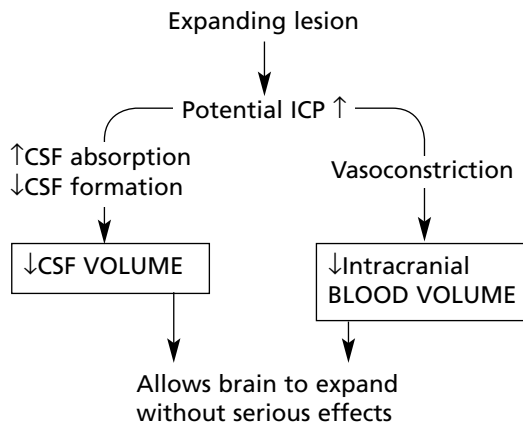 Expanding lesion
Potential ICP ↑
↑CSF absorption
↓CSF formation
Vasoconstriction
↓CSF VOLUME
↓Intracranial
BLOOD VOLUME
Allows brain to expand
without serious effects